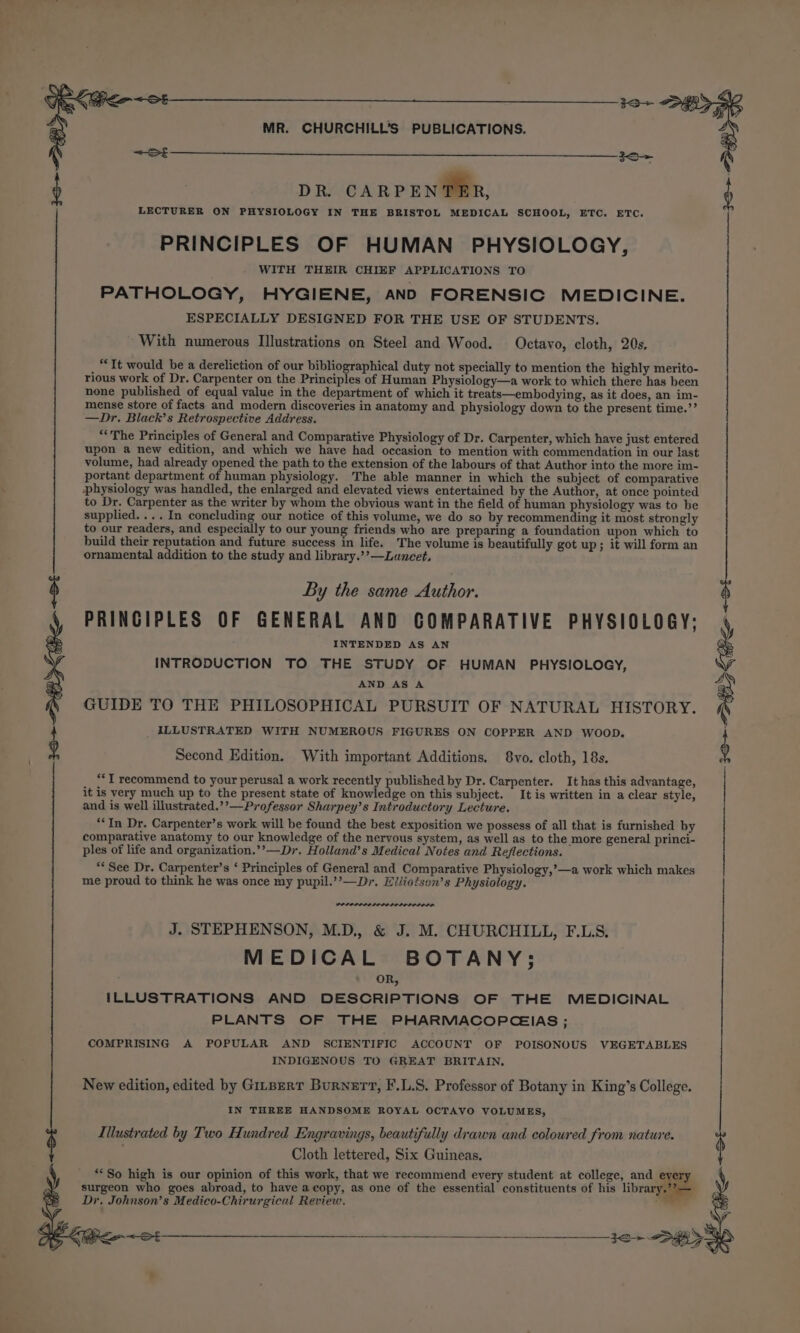 MR. CHURCHILL'S PUBLICATIONS.
DR. CARPENTER,
LECTURER ON PHYSIOLOGY IN THE BRISTOL MEDICAL SCHOOL, ETC. ETC.
PRINCIPLES OF HUMAN PHYSIOLOGY,
WITH THEIR CHIEF APPLICATIONS TO
PATHOLOGY, HYGIENE, AND FORENSIC MEDICINE.
ESPECIALLY DESIGNED FOR THE USE OF STUDENTS.
With numerous Illustrations on Steel and Wood. Octavo, cloth, 20s.
“It would be a dereliction of our bibliographical duty not specially to mention the highly merito-
rious work of Dr. Carpenter on the Principles of Human Physiology—a work to which there has been
none published of equal value in the department of which it treats—embodying, as it does, an im-
mense store of facts and modern discoveries in anatomy and physiology down to the present time.”
—Dr. Black's Retrospective Address.
“The Principles of General and Comparative Physiology of Dr. Carpenter, which have just entered
upon a new edition, and which we have had occasion to mention with commendation in our last
volume, had already opened the path to the extension of the labours of that Author into the more im-
portant department of human physiology. The able manner in which the subject of comparative
physiology was handled, the enlarged and elevated views entertained by the Author, at once pointed
to Dr. Carpenter as the writer by whom the obvious want in the field of human physiology was to be
supplied. . . . In concluding our notice of this volume, we do so by recommending it most strongly
to our readers, and especially to our young friends who are preparing a foundation upon which to
build their reputation and future success in life. The volume is beautifully got up; it will form an
ornamental addition to the study and library.”—Lancet.
By the same Author.
PRINCIPLES OF GENERAL AND COMPARATIVE PHYSIOLOGY;
INTENDED AS AN
INTRODUCTION TO THE STUDY OF HUMAN PHYSIOLOGY,
AND AS A
GUIDE TO THE PHILOSOPHICAL PURSUIT OF NATURAL HISTORY.
ILLUSTRATED WITH NUMEROUS FIGURES ON COPPER AND WOOD.
Second Edition. With important Additions. 8vo. cloth, 18s.
“I recommend to your perusal a work recently published by Dr. Carpenter. It has this advantage,
it is very much up to the present state of knowledge on this subject. It is written in a clear style,
and is well illustrated.”—Professor Sharpey's Introductory Lecture.
“In Dr. Carpenter's work will be found the best exposition we possess of all that is furnished by
comparative anatomy to our knowledge of the nervous system, as well as to the more general princi-
ples of life and organization.”—Dr. Holland's Medical Notes and Reflections.
“See Dr. Carpenter's ‘Principles of General and Comparative Physiology,’—a work which makes
me proud to think he was once my pupil.”—Dr. Elliotson's Physiology.
J. STEPHENSON, M.D., & J. M. CHURCHILL, F.L.S.
MEDICAL BOTANY;
OR,
ILLUSTRATIONS AND DESCRIPTIONS OF THE MEDICINAL
PLANTS OF THE PHARMACOPŒIAS;
COMPRISING A POPULAR AND SCIENTIFIC ACCOUNT OF POISONOUS VEGETABLES
INDIGENOUS TO GREAT BRITAIN.
New edition, edited by GILBERT BURNETT, F.L.S. Professor of Botany in King's College.
IN THREE HANDSOME ROYAL OCTAVO VOLUMES,
Illustrated by Two Hundred Engravings, beautifully drawn and coloured from nature.
Cloth lettered, Six Guineas.
“So high is our opinion of this work, that we recommend every student at college, and every
surgeon who goes abroad, to have a copy, as one of the essential constituents of his library.”—
Dr. Johnson's Medico-Chirurgical Review.